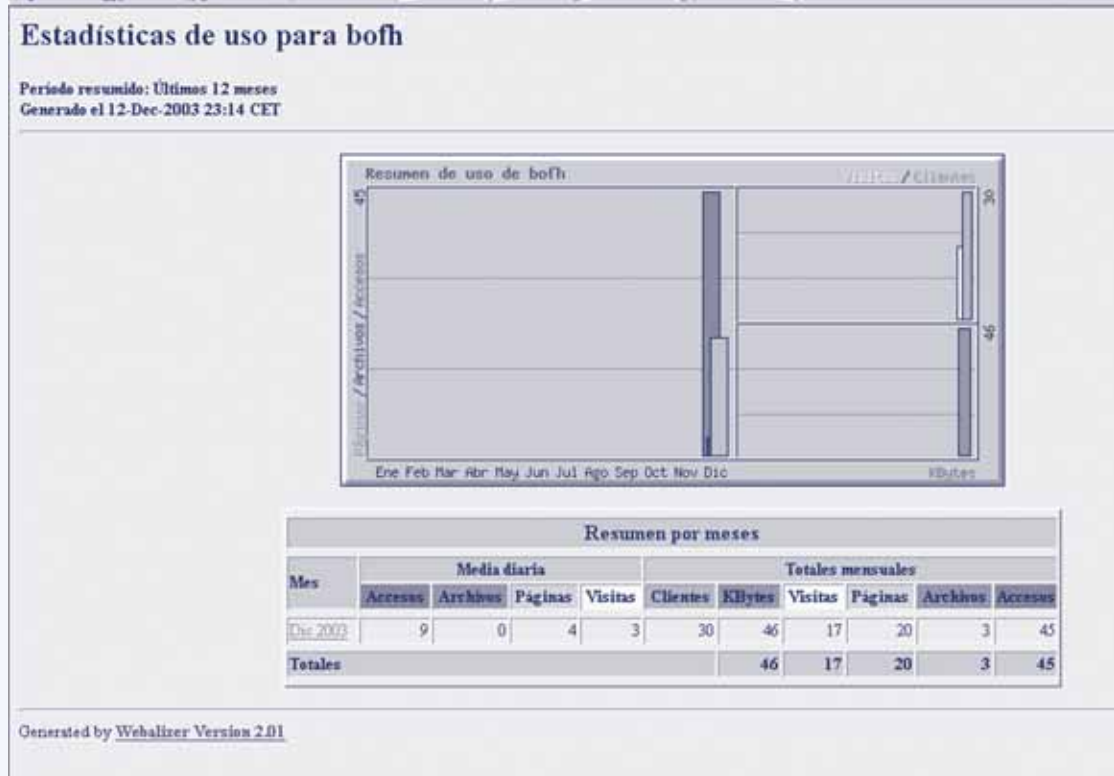 Estadísticas de uso para bofh
Período resumido: Últimos 12 meses
Generado el 12-Dec-2003 23:14 CET
Resumen de uso de bofh
/Clientes
45
30
Páginas/Archivos/Accesos
46
Ene Feb Mar Abr May Jun Jul Ago Sep Oct Nov Dic
KBytes
Resumen por meses
Mes Media diaria Totales mensuales
Accesos Archivos Páginas Visitas Clientes KBytes Visitas Páginas Archivos Accesos
Dic 2003 9 0 4 3 30 46 17 20 3 45
Totales 46 17 20 3 45
Generated by Webalizer Version 2.01